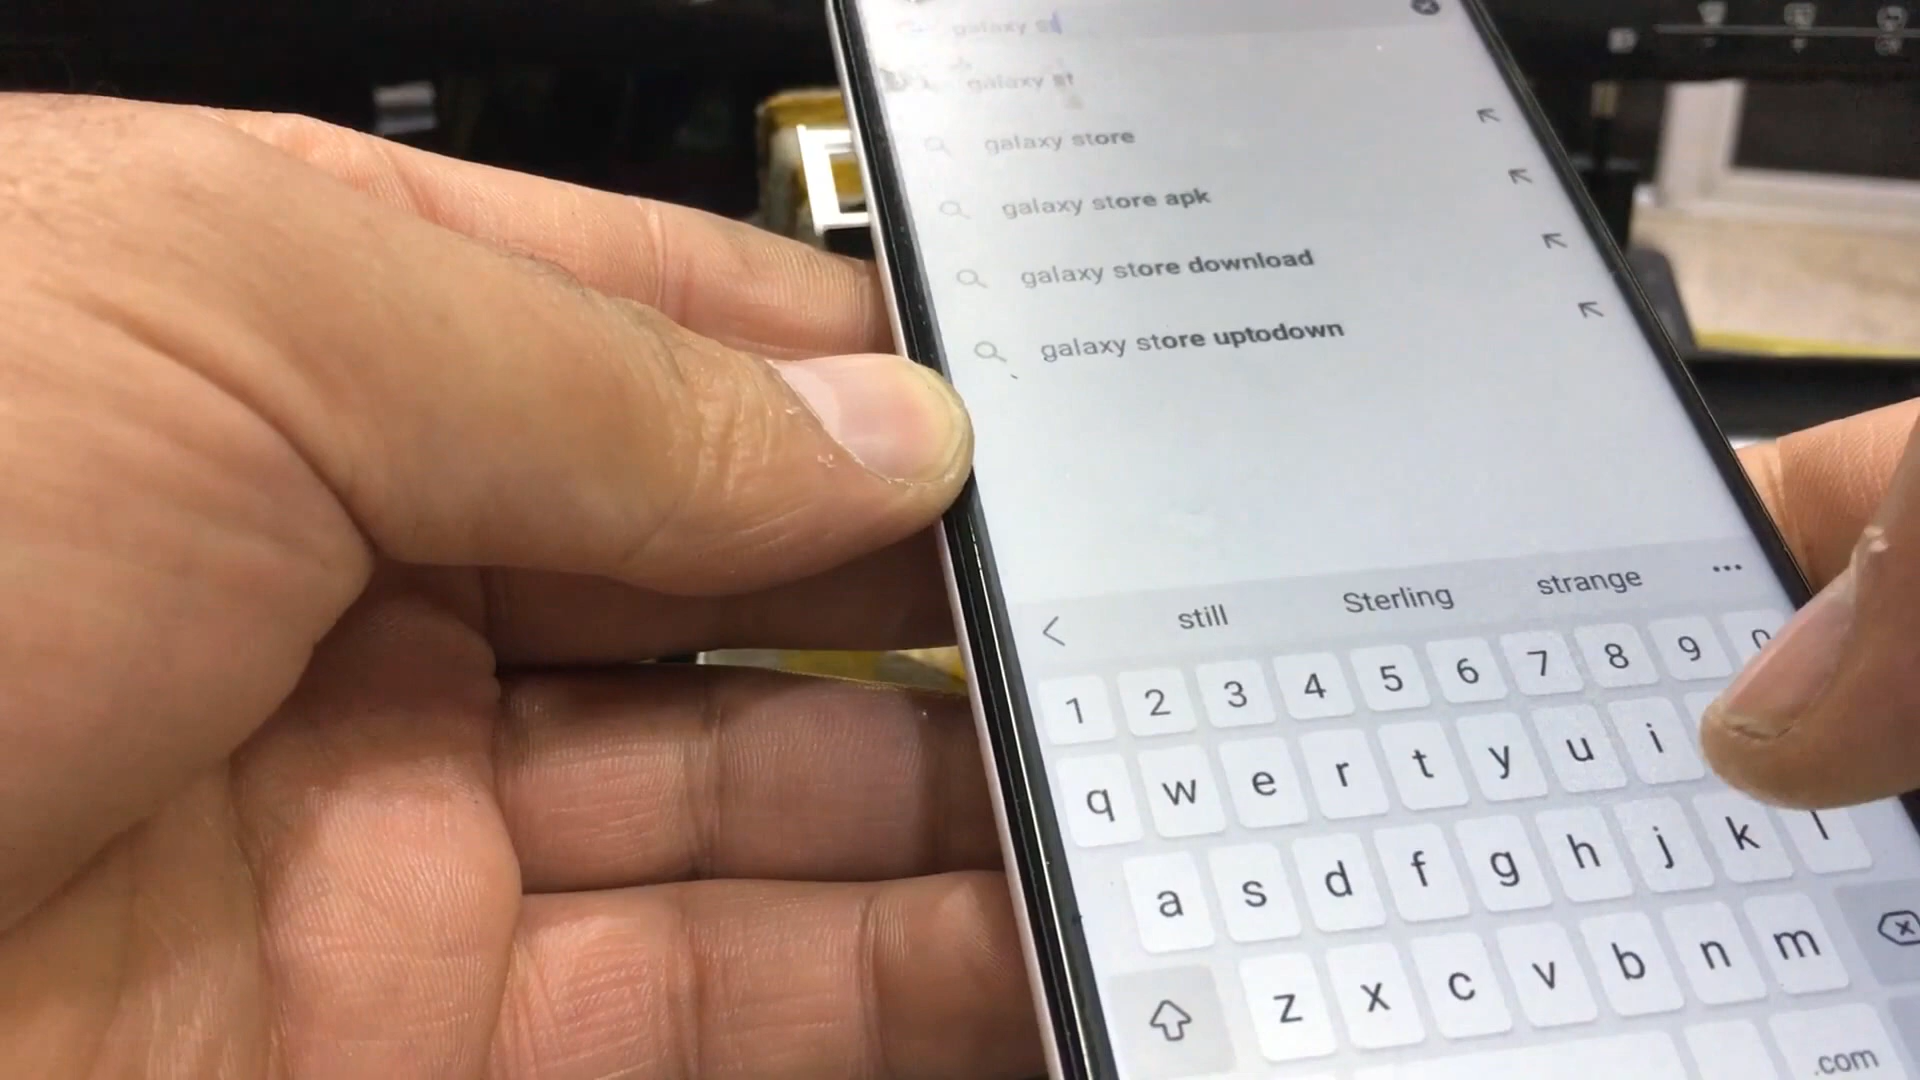 galaxy st
galaxy st
galaxy store
galaxy store apk
galaxy store download
galaxy store uptodown
still Sterling strange ...
1 2 3 4 5 6 7 8 9 0
q w e r t y u i
a s d f g h j k l
z x c v b n m
.com